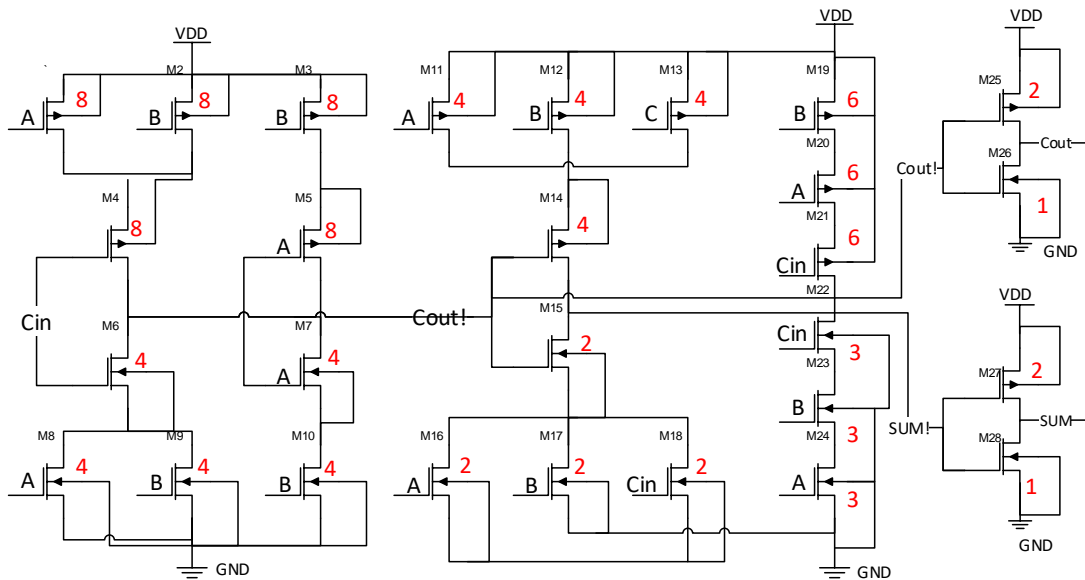 VDD
M2
M3
8
8
8
A
B
B
M4
M5
8
8
A
Cin
M6
M7
4
4
A
M8
M9
M10
4
4
4
A
B
B
GND
Cout!
M11
M12
M13
4
4
4
A
B
C
M14
4
M15
2
M16
M17
M18
2
2
2
A
B
Cin
VDD
M19
6
B
M20
6
A
M21
6
Cin
M22
Cin
3
M23
B
3
M24
A
3
GND
VDD
M25
2
Cout!
M26
Cout
1
GND
VDD
M27
2
SUM!
M28
SUM
1
GND